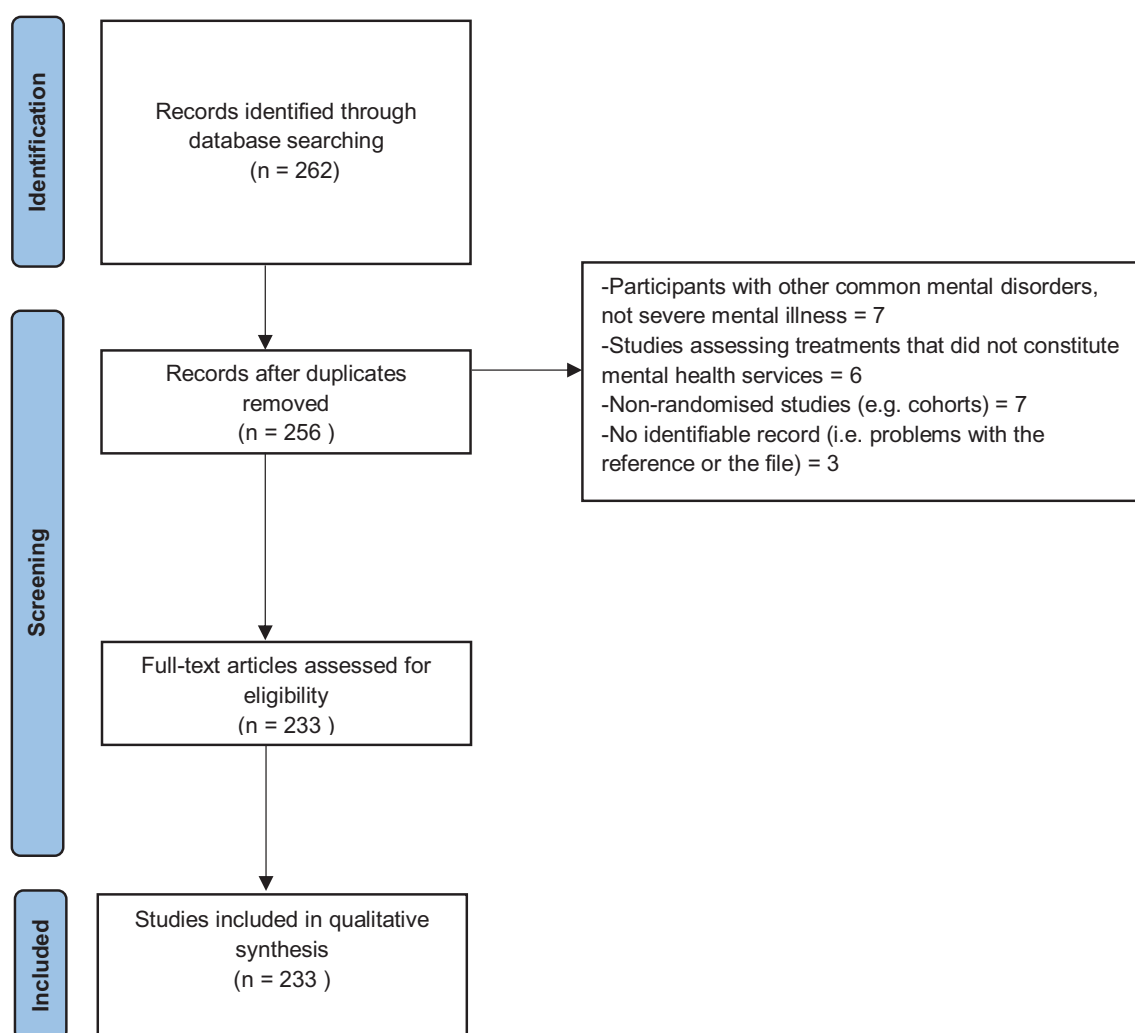 Identification
Records identified through
database searching
(n = 262)
-Participants with other common mental disorders,
not severe mental illness = 7
-Studies assessing treatments that did not constitute
mental health services = 6
-Non-randomised studies (e.g. cohorts) = 7
-No identifiable record (i.e. problems with the
reference or the file) = 3
Screening
Records after duplicates
removed
(n = 256 )
Full-text articles assessed for
eligibility
(n = 233 )
Included
Studies included in qualitative
synthesis
(n = 233 )